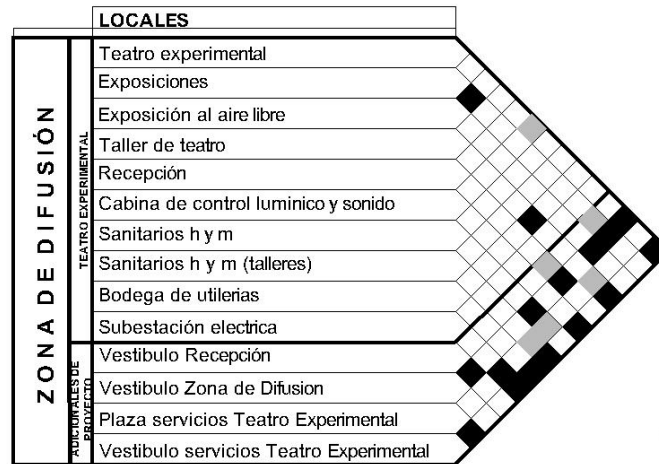 LOCALES
ZONA DE DIFUSIÓN
TEATRO EXPERIMENTAL
Teatro experimental
Exposiciones
Exposición al aire libre
Taller de teatro
Recepción
Cabina de control luminico y sonido
Sanitarios h y m
Sanitarios h y m (talleres)
Bodega de utilerias
Subestación electrica
ADICIONALES DE
PROYECTO
Vestibulo Recepción
Vestibulo Zona de Difusion
Plaza servicios Teatro Experimental
Vestibulo servicios Teatro Experimental